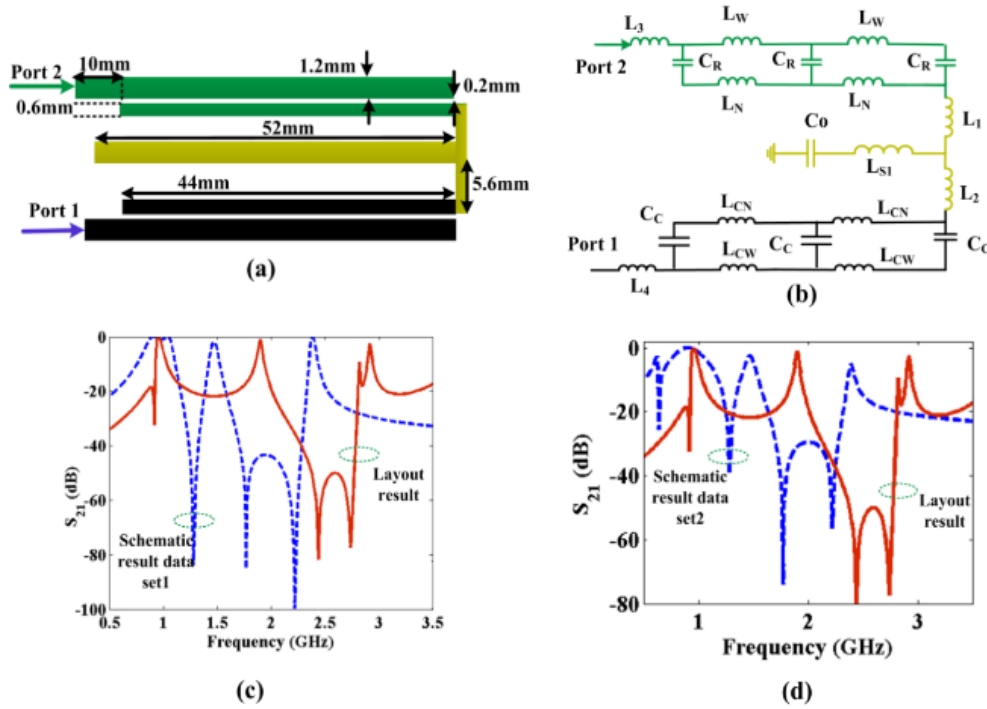 Port 2
10mm
1.2mm
0.2mm
0.6mm
52mm
5.6mm
44mm
Port 1
(a)
L3
LW
LW
Port 2
CR
CR
CR
LN
LN
L1
Co
LS1
L2
LCN
LCN
CC
CC
CC
Port 1
LCW
LCW
L4
(b)
S21 (dB)
0
-20
-40
-60
-80
-100
0.5
1
1.5
2
2.5
3
3.5
Frequency (GHz)
Schematic
result data
set1
Layout
result
(c)
S21 (dB)
0
-20
-40
-60
-80
1
2
3
Frequency (GHz)
Schematic
result data
set2
Layout
result
(d)